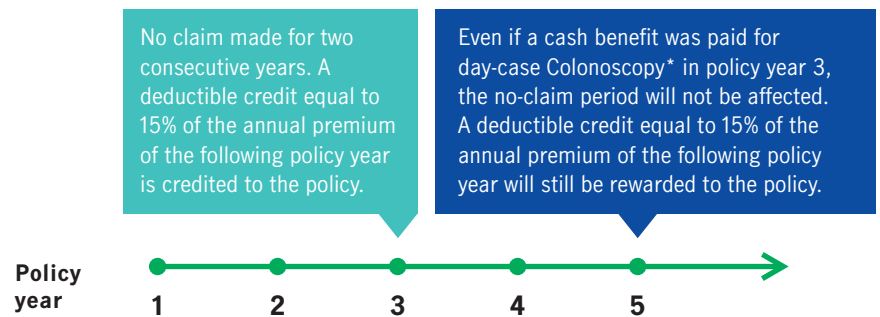 No claim made for two
consecutive years. A
deductible credit equal to
15% of the annual premium
of the following policy year
is credited to the policy.
Even if a cash benefit was paid for
day-case Colonoscopy* in policy year 3,
the no-claim period will not be affected.
A deductible credit equal to 15% of the
annual premium of the following policy
year will still be rewarded to the policy.
Policy
year
1 2 3 4 5